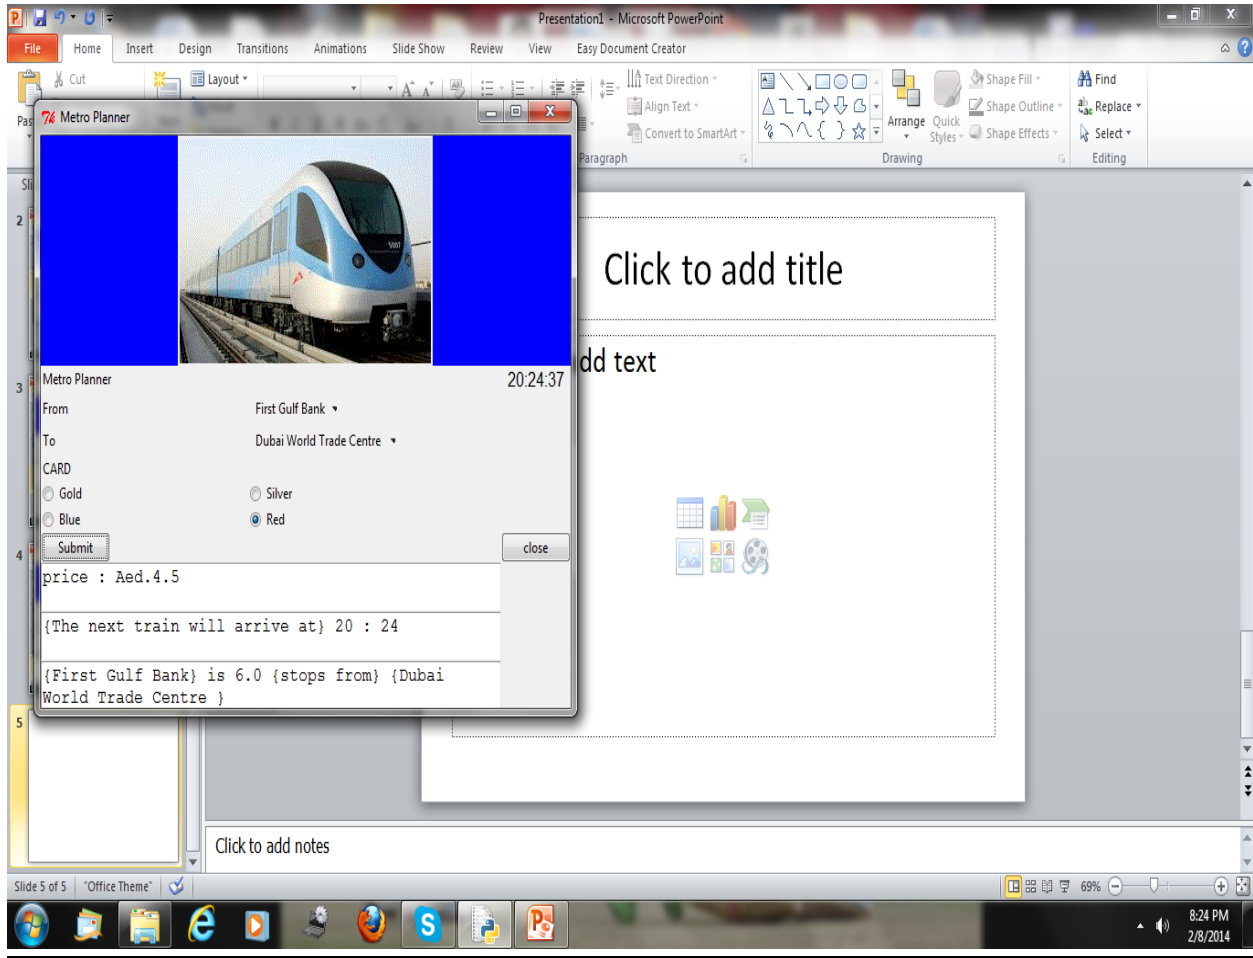 Presentation1 - Microsoft PowerPoint
File Home Insert Design Transitions Animations Slide Show Review View Easy Document Creator
Cut
Layout
Text Direction
Align Text
Convert to SmartArt
Paragraph
Arrange
Quick Styles
Shape Fill
Shape Outline
Shape Effects
Drawing
Find
Replace
Select
Editing
Metro Planner
Metro Planner 20:24:37
From First Gulf Bank
To Dubai World Trade Centre
CARD
Gold Silver
Blue Red
Submit close
price : Aed.4.5
{The next train will arrive at} 20 : 24
{First Gulf Bank} is 6.0 {stops from} {Dubai
World Trade Centre }
2
3
4
5
Click to add title
dd text
Click to add notes
Slide 5 of 5 "Office Theme" 69%
8:24 PM
2/8/2014